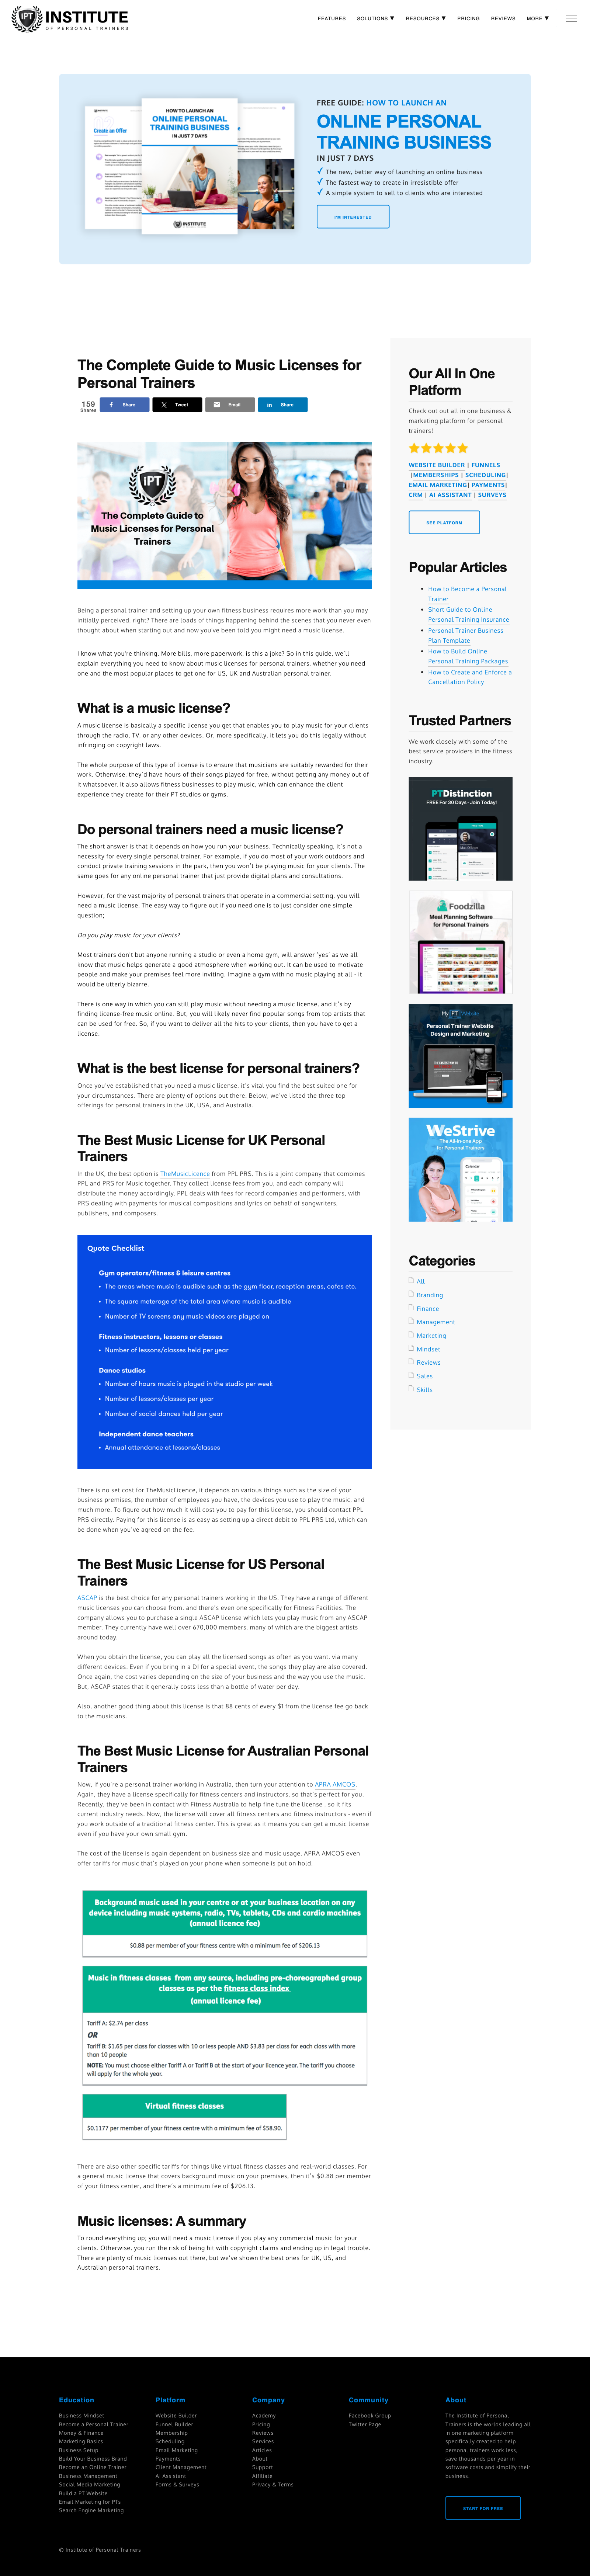 IPT INSTITUTE
OF PERSONAL TRAINERS
FEATURES SOLUTIONS ▼ RESOURCES ▼ PRICING REVIEWS MORE ▼
HOW TO LAUNCH AN
ONLINE PERSONAL
TRAINING BUSINESS
IN JUST 7 DAYS
Create an Offer
INSTITUTE
FREE GUIDE: HOW TO LAUNCH AN
ONLINE PERSONAL
TRAINING BUSINESS
IN JUST 7 DAYS
The new, better way of launching an online business
The fastest way to create in irresistible offer
A simple system to sell to clients who are interested
I'M INTERESTED
The Complete Guide to Music Licenses for
Personal Trainers
159
Shares
Share
Tweet
Email
Share
IPT
The Complete Guide to
Music Licenses for Personal
Trainers
Being a personal trainer and setting up your own fitness business requires more work than you may
initially perceived, right? There are loads of things happening behind the scenes that you never even
thought about when starting out and now someone told you might need a music license.
I know what you're thinking. More bills, more paperwork, is this a joke? So in this guide, we'll
explain everything you need to know about music licenses for personal trainers, whether you need
one and the most popular places to get one for US, UK and Australian personal trainer.
What is a music license?
A music license is basically a specific license you get that enables you to play music for your clients
through the radio, TV, or any other devices. Or, more specifically, it lets you do this legally without
infringing on copyright laws.
The whole purpose of this type of license is to ensure that musicians are suitably rewarded for their
work. Otherwise, they'd have hours of their songs played for free, without getting any money out of
it whatsoever. It also allows fitness businesses to play music, which can enhance the client
experience they create for their PT studios or gyms.
Do personal trainers need a music license?
The short answer is that it depends on how you run your business. Technically speaking, it's not a
necessity for every single personal trainer. For example, if you do most of your work outdoors and
conduct private training sessions in the park, then you won't be playing music for your clients. The
same goes for any online personal trainer that just provide digital plans and consultations.
However, for the vast majority of personal trainers that operate in a commercial setting, you will
need a music license. The easy way to figure out if you need one is to just consider one simple
question;
Do you play music for your clients?
Most trainers don't but anyone running a studio or even a home gym, will answer 'yes' as we all
know that music helps generate a good atmosphere when working out. It can be used to motivate
people and make your premises feel more inviting. Imagine a gym with no music playing at all - it
would be utterly bizarre.
There is one way in which you can still play music without needing a music license, and it's by
finding license-free music online. But, you will likely never find popular songs from top artists that
can be used for free. So, if you want to deliver all the hits to your clients, then you have to get a
license.
What is the best license for personal trainers?
Once you've established that you need a music license, it's vital you find the best suited one for
your circumstances. There are plenty of options out there. Below, we've listed the three top
offerings for personal trainers in the UK, USA, and Australia.
The Best Music License for UK Personal
Trainers
In the UK, the best option is TheMusicLicence from PPL PRS. This is a joint company that combines
PPL and PRS for Music together. They collect license fees from you, and each company will
distribute the money accordingly. PPL deals with fees for record companies and performers, with
PRS dealing with payments for musical compositions and lyrics on behalf of songwriters,
publishers, and composers.
Quote Checklist
Gym operators/fitness & leisure centres
• The areas where music is audible such as the gym floor, reception areas, cafes etc.
• The square meterage of the total area where music is audible
• Number of TV screens any music videos are played on
Fitness instructors, lessons or classes
• Number of lessons/classes held per year
Dance studios
• Number of hours music is played in the studio per week
• Number of lessons/classes per year
• Number of social dances held per year
Independent dance teachers
• Annual attendance at lessons/classes
There is no set cost for TheMusicLicence, it depends on various things such as the size of your
business premises, the number of employees you have, the devices you use to play the music, and
much more. To figure out how much it will cost you to pay for this license, you should contact PPL
PRS directly. Paying for this license is as easy as setting up a direct debit to PPL PRS Ltd, which can
be done when you've agreed on the fee.
The Best Music License for US Personal
Trainers
ASCAP is the best choice for any personal trainers working in the US. They have a range of different
music licenses you can choose from, and there's even one specifically for Fitness Facilities. The
company allows you to purchase a single ASCAP license which lets you play music from any ASCAP
member. They currently have well over 670,000 members, many of which are the biggest artists
around today.
When you obtain the license, you can play all the licensed songs as often as you want, via many
different devices. Even if you bring in a DJ for a special event, the songs they play are also covered.
Once again, the cost varies depending on the size of your business and the way you use the music.
But, ASCAP states that it generally costs less than a bottle of water per day.
Also, another good thing about this license is that 88 cents of every $1 from the license fee go back
to the musicians.
The Best Music License for Australian Personal
Trainers
Now, if you're a personal trainer working in Australia, then turn your attention to APRA AMCOS.
Again, they have a license specifically for fitness centers and instructors, so that's perfect for you.
Recently, they've been in contact with Fitness Australia to help fine tune the license , so it fits
current industry needs. Now, the license will cover all fitness centers and fitness instructors - even if
you work outside of a traditional fitness center. This is great as it means you can get a music license
even if you have your own small gym.
The cost of the license is again dependent on business size and music usage. APRA AMCOS even
offer tariffs for music that's played on your phone when someone is put on hold.
Background music used in your centre or at your business location on any
device including music systems, radio, TVs, tablets, CDs and cardio machines
(annual licence fee)
$0.88 per member of your fitness centre with a minimum fee of $206.13
Music in fitness classes from any source, including pre-choreographed group
classes as per the fitness class index
(annual licence fee)
Tariff A: $2.74 per class
OR
Tariff B: $1.65 per class for classes with 10 or less people AND $3.83 per class for each class with more
than 10 people
NOTE: You must choose either Tariff A or Tariff B at the start of your licence year. The tariff you choose
will apply for the whole year.
Virtual fitness classes
$0.1177 per member of your fitness centre with a minimum fee of $58.90.
There are also other specific tariffs for things like virtual fitness classes and real-world classes. For
a general music license that covers background music on your premises, then it's $0.88 per member
of your fitness center, and there's a minimum fee of $206.13.
Music licenses: A summary
To round everything up; you will need a music license if you play any commercial music for your
clients. Otherwise, you run the risk of being hit with copyright claims and ending up in legal trouble.
There are plenty of music licenses out there, but we've shown the best ones for UK, US, and
Australian personal trainers.
Our All In One
Platform
Check out out all in one business &
marketing platform for personal
trainers!
WEBSITE BUILDER | FUNNELS
|MEMBERSHIPS | SCHEDULING|
EMAIL MARKETING| PAYMENTS|
CRM | AI ASSISTANT | SURVEYS
SEE PLATFORM
Popular Articles
• How to Become a Personal
Trainer
• Short Guide to Online
Personal Training Insurance
• Personal Trainer Business
Plan Template
• How to Build Online
Personal Training Packages
• How to Create and Enforce a
Cancellation Policy
Trusted Partners
We work closely with some of the
best service providers in the fitness
industry.
PTDistinction
FREE For 30 Days - Join Today!
Foodzilla
Meal Planning Software
for Personal Trainers
My PT Website
Personal Trainer Website
Design and Marketing
WeStrive
The All-in-one App
for Personal Trainers
Calendar
Categories
All
Branding
Finance
Management
Marketing
Mindset
Reviews
Sales
Skills
Education
Business Mindset
Become a Personal Trainer
Money & Finance
Marketing Basics
Business Setup
Build Your Business Brand
Become an Online Trainer
Business Management
Social Media Marketing
Build a PT Website
Email Marketing for PTs
Search Engine Marketing
Platform
Website Builder
Funnel Builder
Membership
Scheduling
Email Marketing
Payments
Client Management
AI Assistant
Forms & Surveys
Company
Academy
Pricing
Reviews
Services
Articles
About
Support
Affiliate
Privacy & Terms
Community
Facebook Group
Twitter Page
About
The Institute of Personal
Trainers is the worlds leading all
in one marketing platform
specifically created to help
personal trainers work less,
save thousands per year in
software costs and simplify their
business.
START FOR FREE
© Institute of Personal Trainers